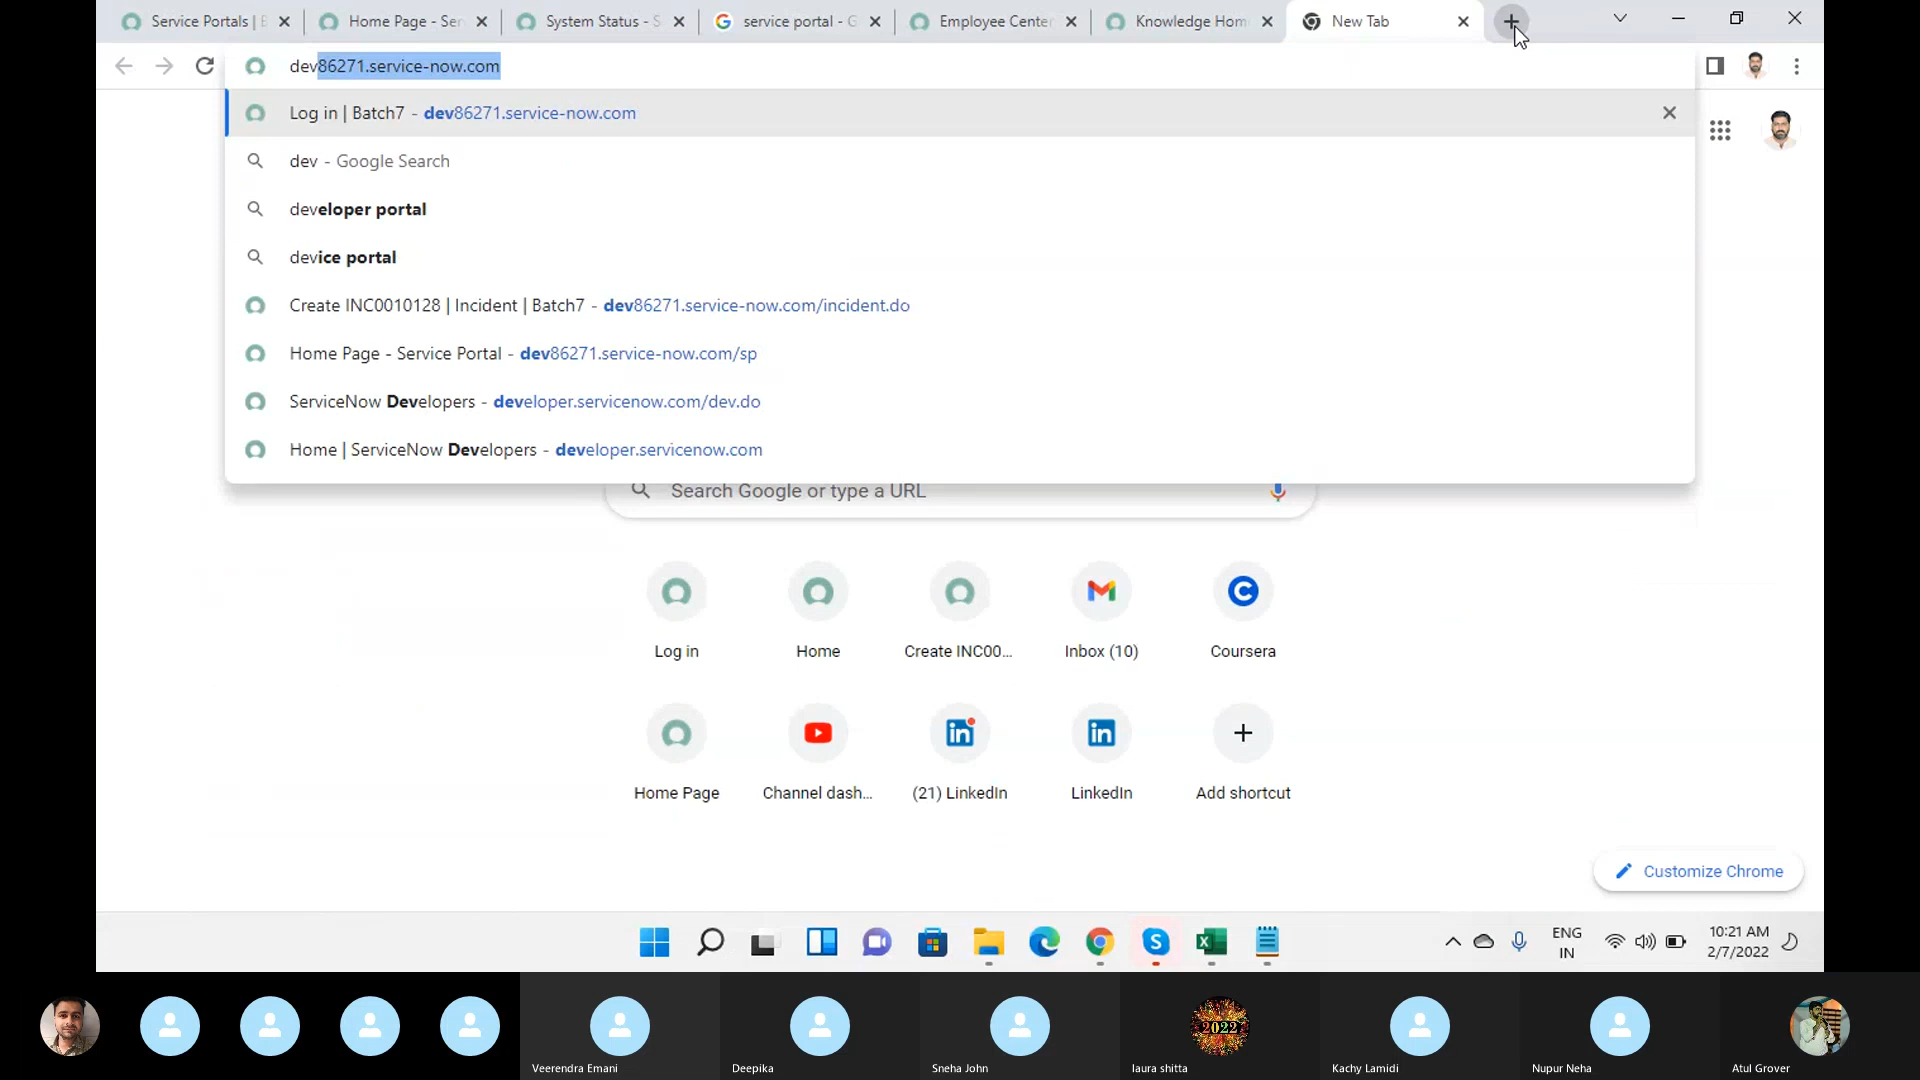 Service Portals | B
Home Page - Ser
System Status - S
service portal - G
Employee Center
Knowledge Hom
New Tab
dev86271.service-now.com
Log in | Batch7 - dev86271.service-now.com
dev - Google Search
developer portal
device portal
Create INC0010128 | Incident | Batch7 - dev86271.service-now.com/incident.do
Home Page - Service Portal - dev86271.service-now.com/sp
ServiceNow Developers - developer.servicenow.com/dev.do
Home | ServiceNow Developers - developer.servicenow.com
Search Google or type a URL
Log in
Home
Create INC00...
Inbox (10)
Coursera
Home Page
Channel dash...
(21) LinkedIn
LinkedIn
Add shortcut
Customize Chrome
ENG
IN
10:21 AM
2/7/2022
2022
Veerendra Emani
Deepika
Sneha John
laura shitta
Kachy Lamidi
Nupur Neha
Atul Grover